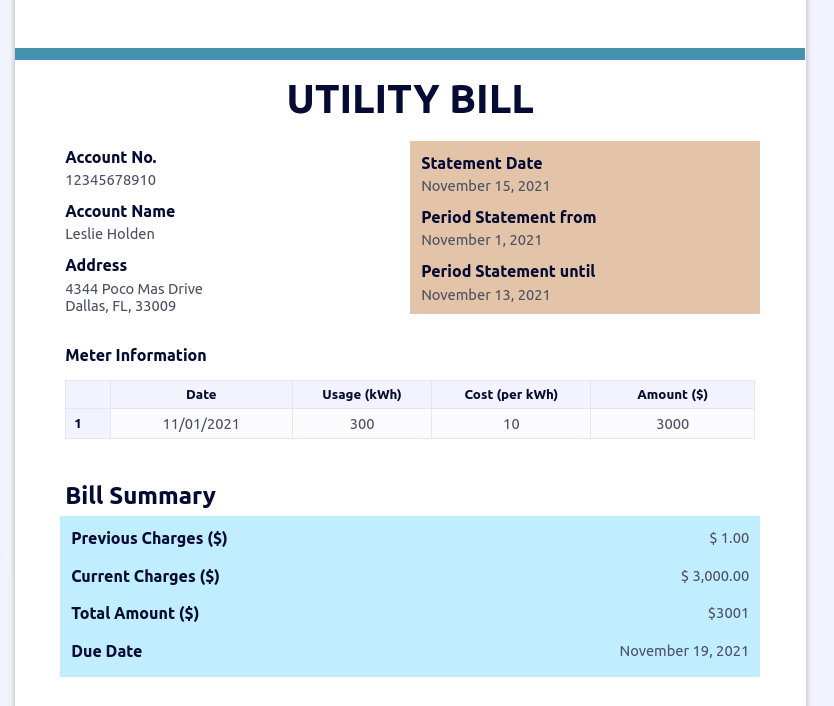 UTILITY BILL
Account No.
12345678910
Account Name
Leslie Holden
Address
4344 Poco Mas Drive
Dallas, FL, 33009
Statement Date
November 15, 2021
Period Statement from
November 1, 2021
Period Statement until
November 13, 2021
Meter Information
Date Usage (kWh) Cost (per kWh) Amount ($)
1 11/01/2021 300 10 3000
Bill Summary
Previous Charges ($) $ 1.00
Current Charges ($) $ 3,000.00
Total Amount ($) $3001
Due Date November 19, 2021